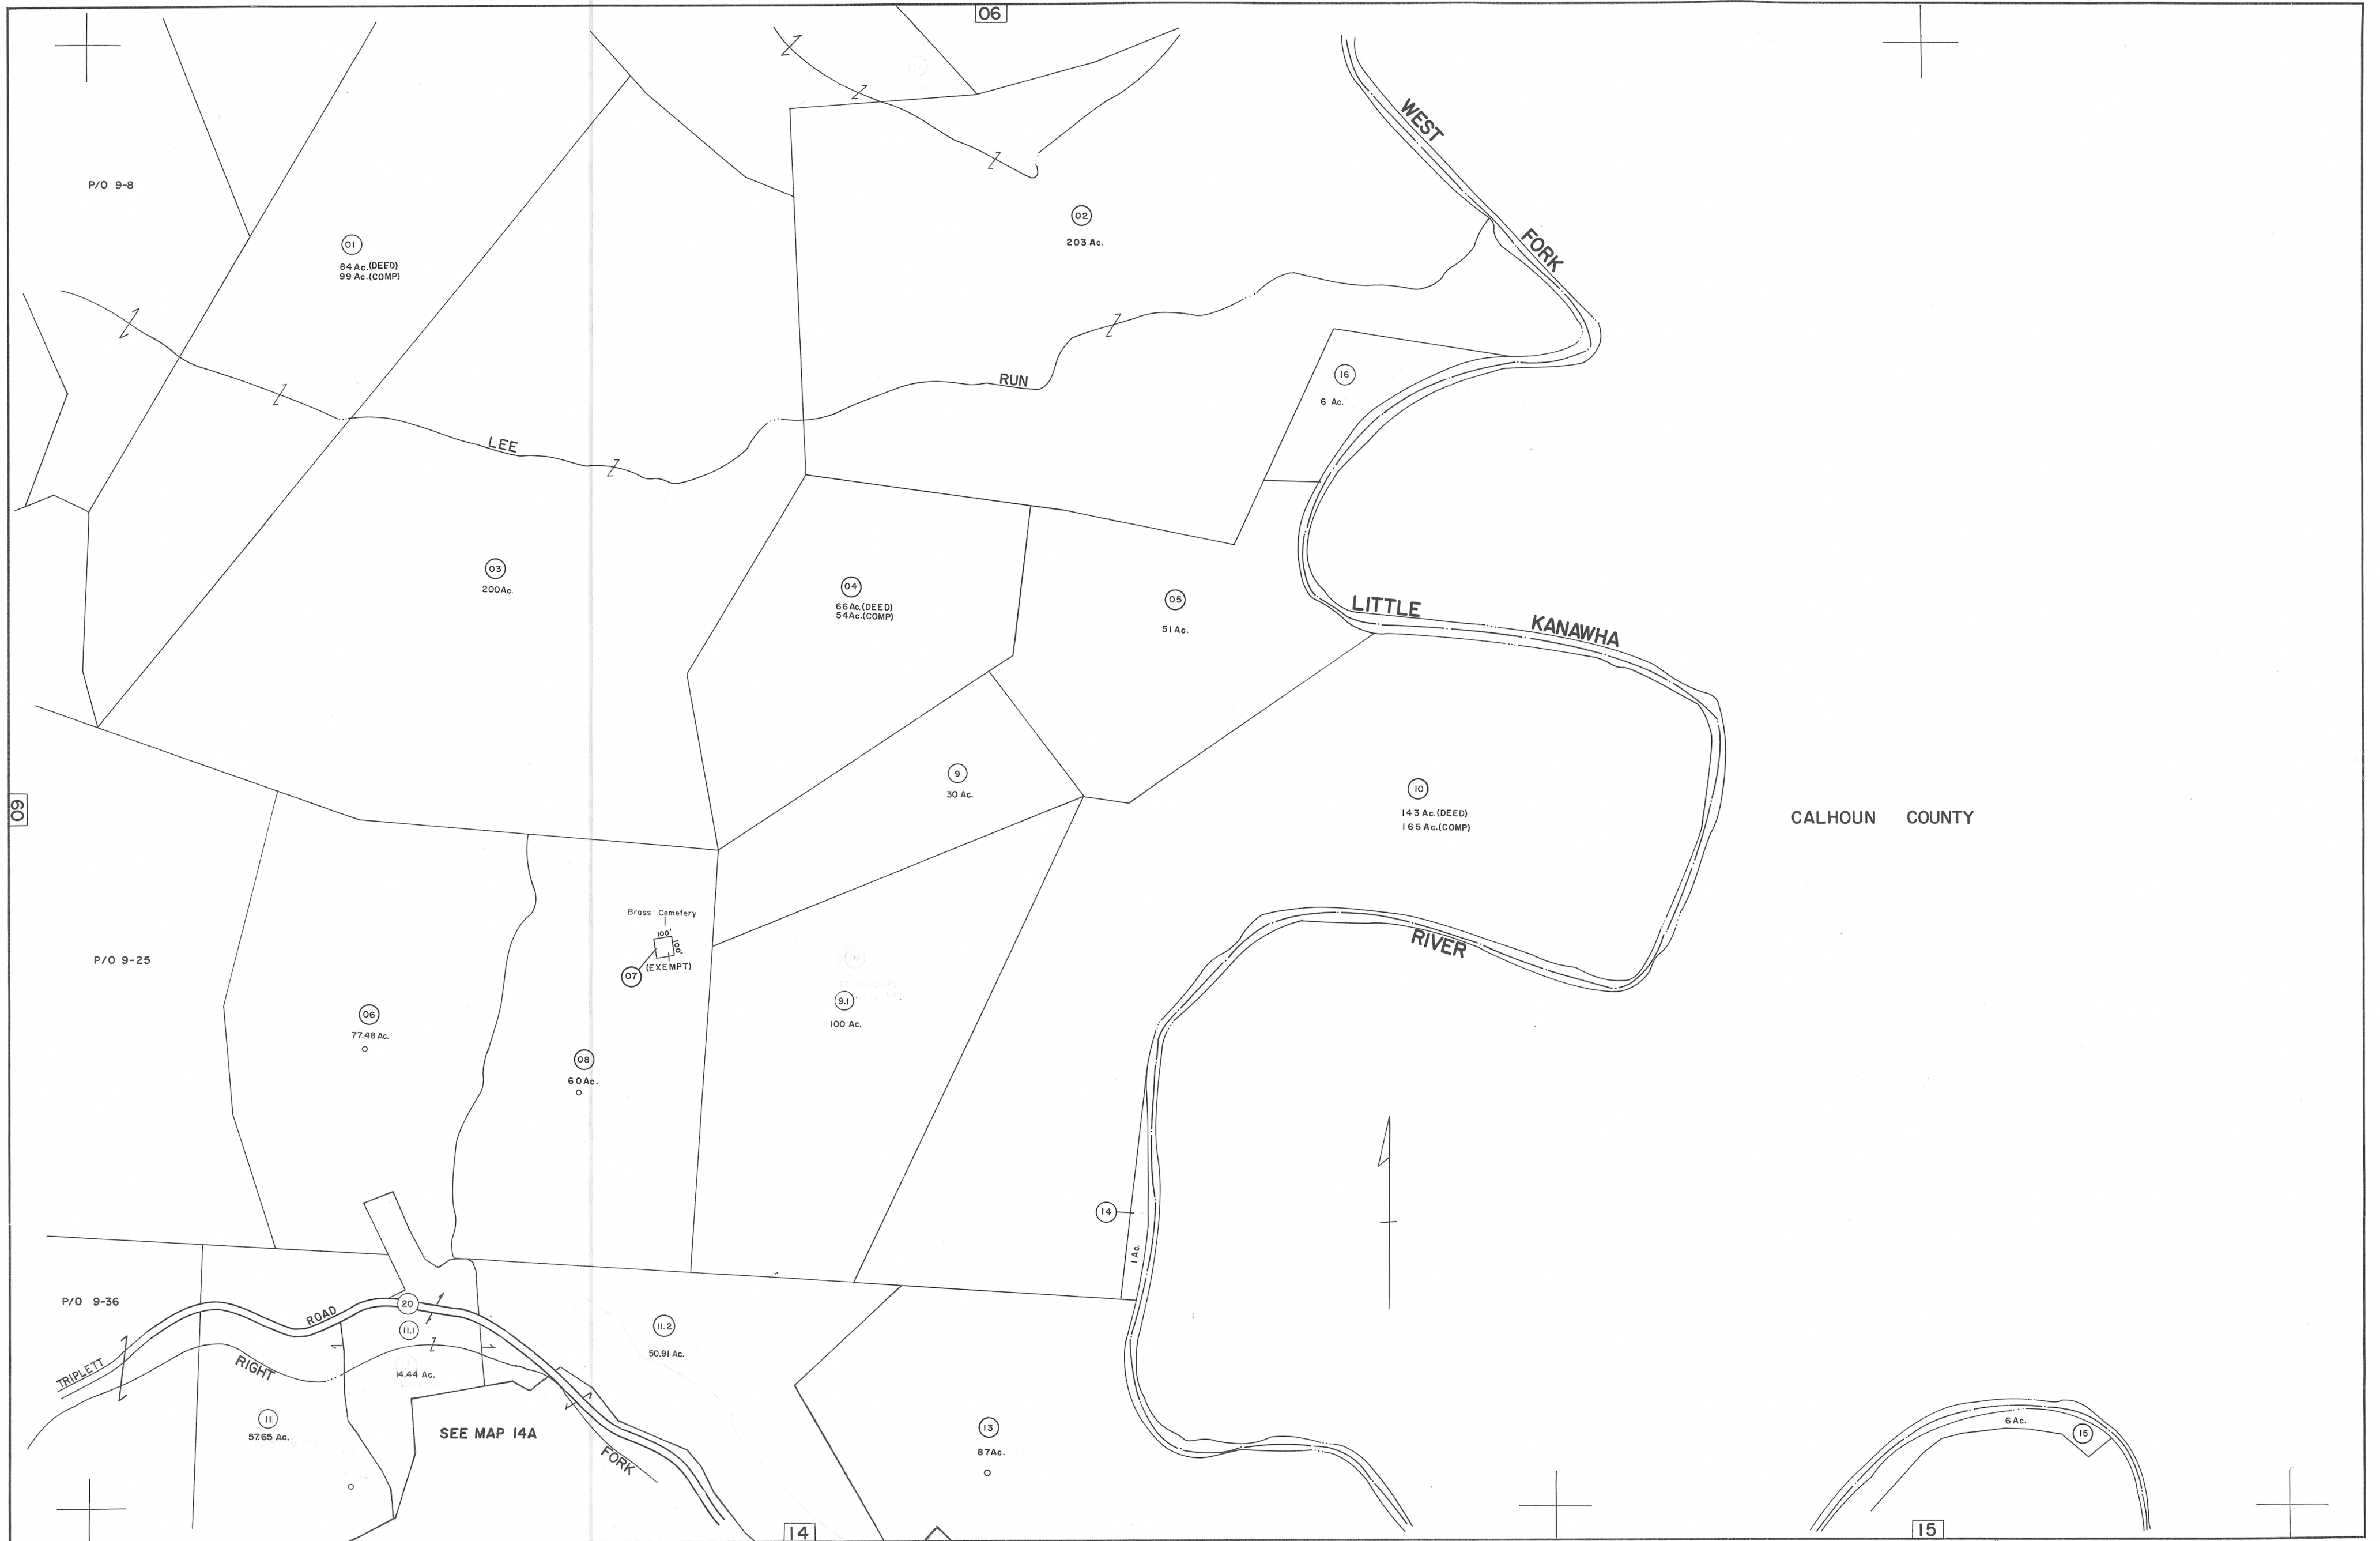 06
WEST
FORK
P/O 9-8
01
84 Ac. (DEED)
99 Ac. (COMP)
02
203 Ac.
LEE
RUN
16
6 Ac.
03
200 Ac.
04
66 Ac. (DEED)
54 Ac. (COMP)
05
51 Ac.
LITTLE
KANAWHA
09
9
30 Ac.
10
143 Ac. (DEED)
165 Ac. (COMP)
CALHOUN COUNTY
P/O 9-25
Brass Cemetery
100'
100'
(EXEMPT)
07
RIVER
06
77.48 Ac.
08
60 Ac.
9.1
100 Ac.
14
1 Ac.
P/O 9-36
TRIPLETT
ROAD
20
11.1
14.44 Ac.
RIGHT
FORK
11.2
50.91 Ac.
11
57.65 Ac.
SEE MAP 14A
13
87 Ac.
6 Ac.
15
14
15